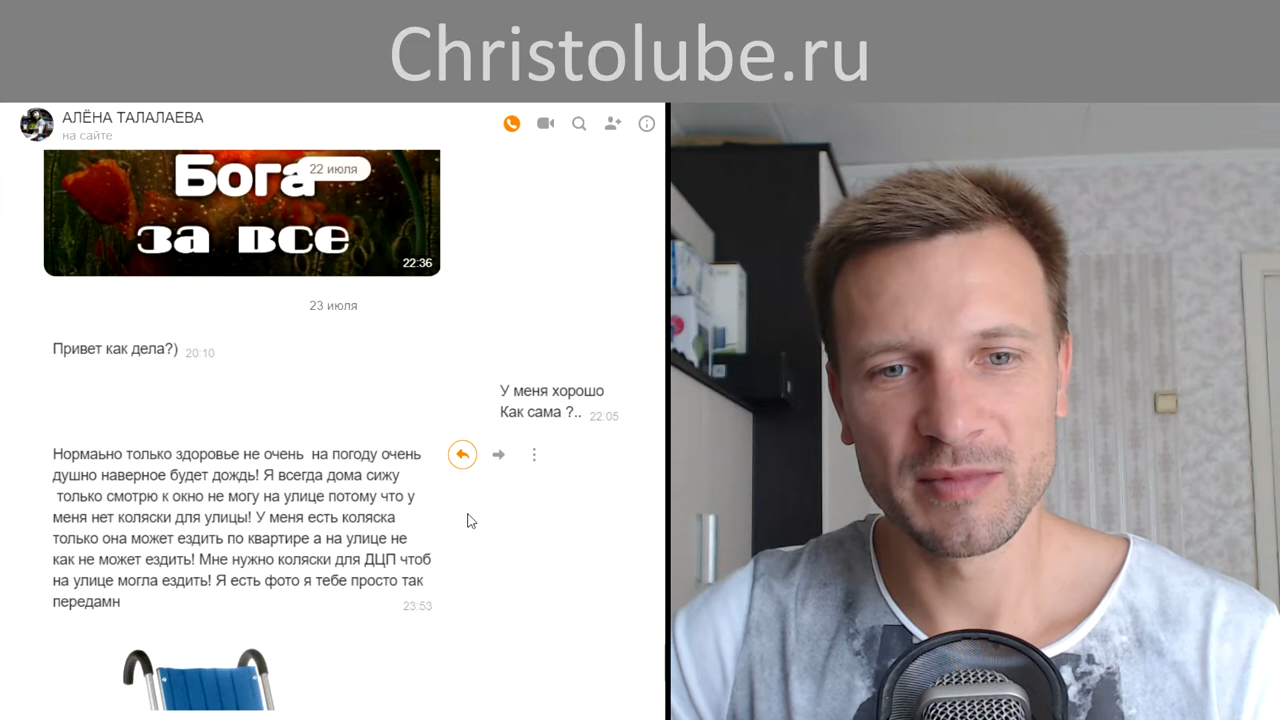 Christolube.ru
АЛЁНА ТАЛАЛАЕВА
на сайте
22 июля
Бога
за все
22:36
23 июля
Привет как дела?) 20:10
У меня хорошо
Как сама ?.. 22:05
Нормаьно только здоровье не очень на погоду очень
душно наверное будет дождь! Я всегда дома сижу
только смотрю к окно не могу на улице потому что у
меня нет коляски для улицы! У меня есть коляска
только она может ездить по квартире а на улице не
как не может ездить! Мне нужно коляски для ДЦП чтоб
на улице могла ездить! Я есть фото я тебе просто так
передамн 23:53